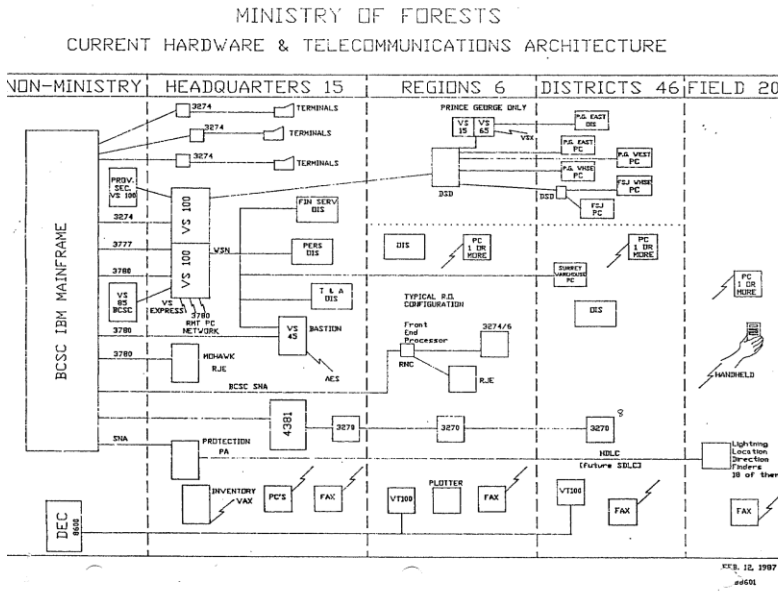 MINISTRY OF FORESTS
CURRENT HARDWARE & TELECOMMUNICATIONS ARCHITECTURE
NON-MINISTRY
HEADQUARTERS 15
REGIONS 6
DISTRICTS 46
FIELD 20
3274
TERMINALS
3274
TERMINALS
3274
TERMINALS
PRINCE GEORGE ONLY
VS
15
VS
65
VSX
P.G. EAST
DIS
P.G. EAST
PC
P.G. WEST
PC
P.G. WHSE
PC
FSJ WHSE
PC
DSD
DSD
FSJ
PC
BCSC IBM MAINFRAME
PROV.
SEC.
VS 100
3274
VS 100
VS 100
WSN
3777
3780
VS
85
BCSC
VS
EXPRESS
3780
RMT PC
NETWORK
FIN SERV
DIS
PERS
DIS
T & A
DIS
VS
45
BASTION
AES
3780
3780
MOHAWK
RJE
BCSC SNA
DIS
PC
1 OR
MORE
TYPICAL R.O.
CONFIGURATION
Front
End
Processor
3274/6
RNC
RJE
PC
1 OR
MORE
SURREY
WAREHOUSE
PC
DIS
PC
1 OR
MORE
HANDHELD
4381
3270
3270
3270
8
SNA
PROTECTION
PA
HDLC
(future SDLC)
Lightning
Location
Direction
Finders
INVENTORY
VAX
PC'S
FAX
VT100
PLOTTER
FAX
VT100
FAX
FAX
DEC
8600
FEB. 12, 1987